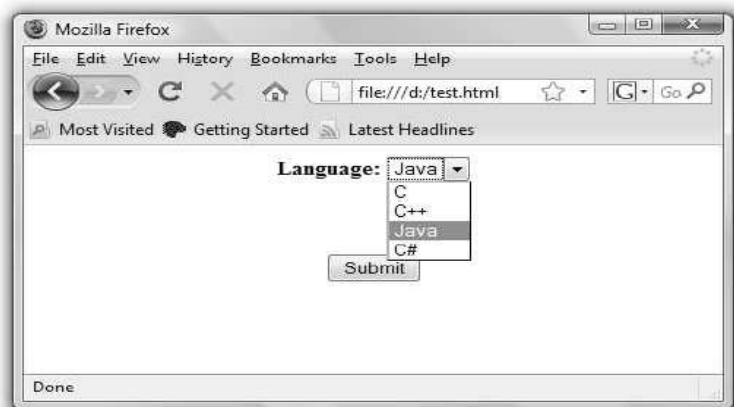 Mozilla Firefox
File Edit View History Bookmarks Tools Help
file:///d:/test.html G Go
Most Visited Getting Started Latest Headlines
Language: Java
C
C++
Java
C#
Submit
Done